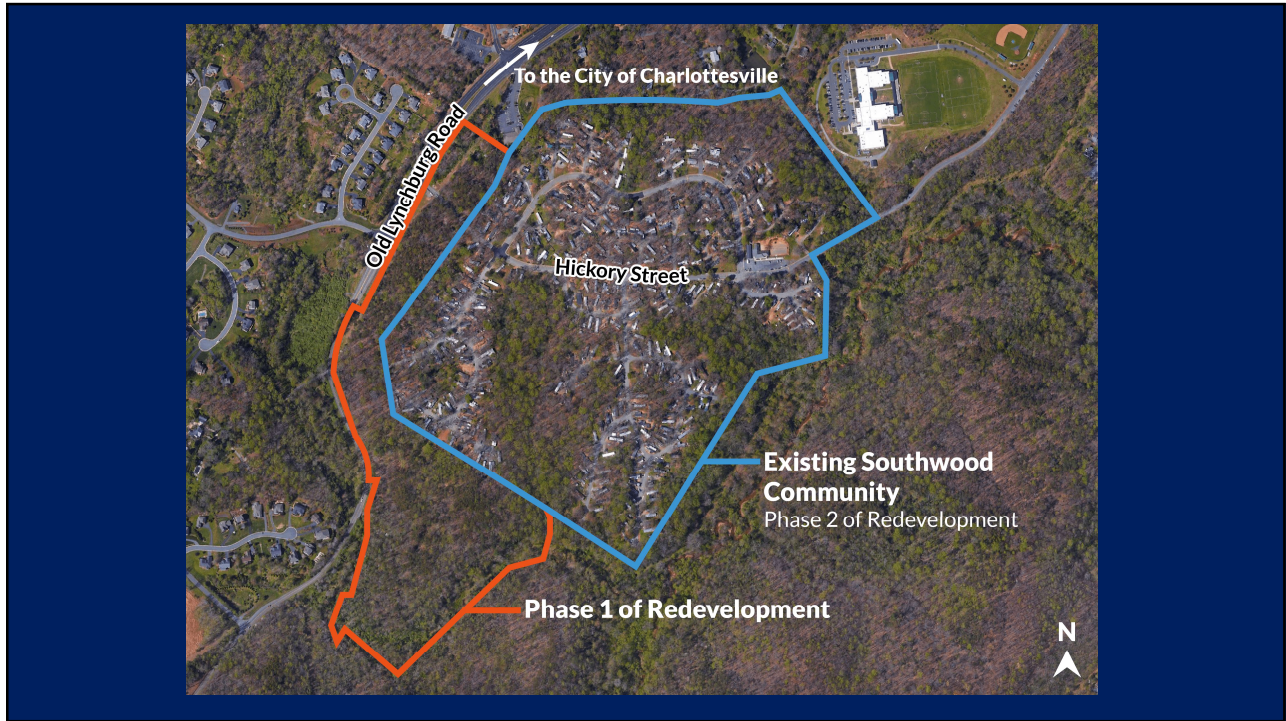 To the City of Charlottesville
Old Lynchburg Road
Hickory Street
Existing Southwood
Community
Phase 2 of Redevelopment
Phase 1 of Redevelopment
N